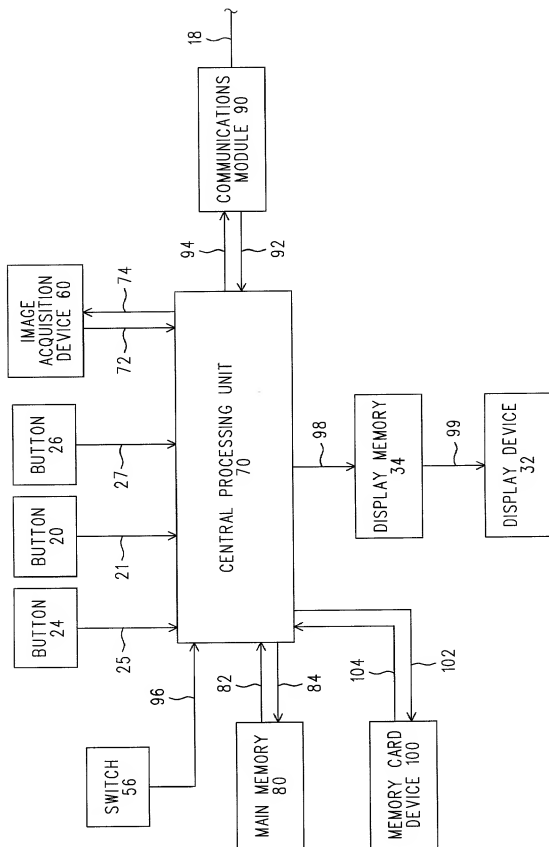 SWITCH
56
BUTTON
24
BUTTON
20
BUTTON
26
IMAGE
ACQUISITION
DEVICE 60
96
25
21
27
72
74
MAIN MEMORY
80
82
84
CENTRAL PROCESSING UNIT
70
94
92
COMMUNICATIONS
MODULE 90
18
MEMORY CARD
DEVICE 100
104
102
98
DISPLAY MEMORY
34
99
DISPLAY DEVICE
32